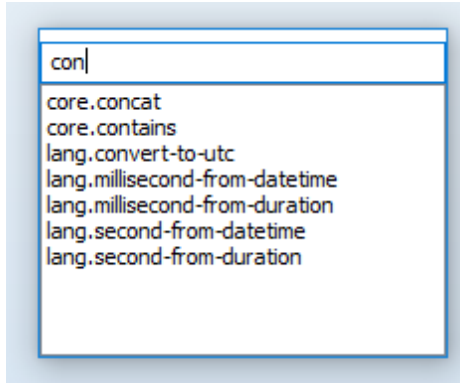 con
core.concat
core.contains
lang.convert-to-utc
lang.millisecond-from-datetime
lang.millisecond-from-duration
lang.second-from-datetime
lang.second-from-duration